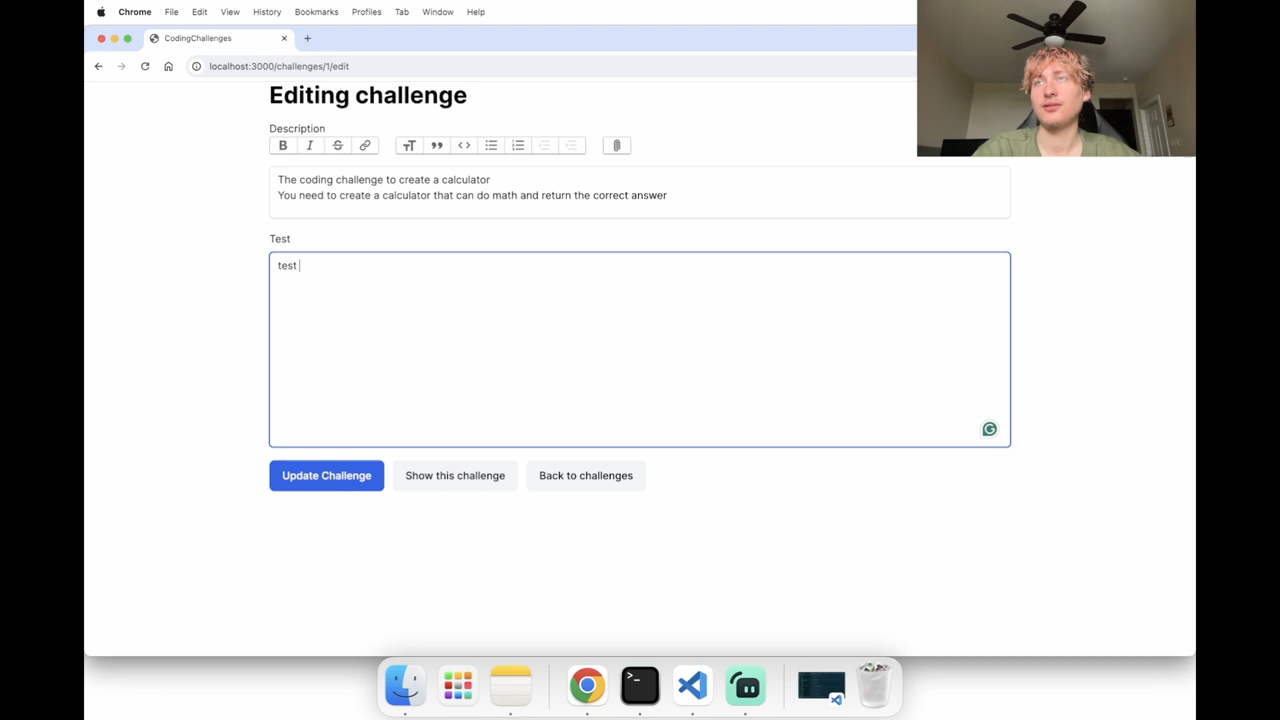 Chrome File Edit View History Bookmarks Profiles Tab Window Help
CodingChallenges
localhost:3000/challenges/1/edit
Editing challenge
Description
The coding challenge to create a calculator
You need to create a calculator that can do math and return the correct answer
Test
test
Update Challenge Show this challenge Back to challenges